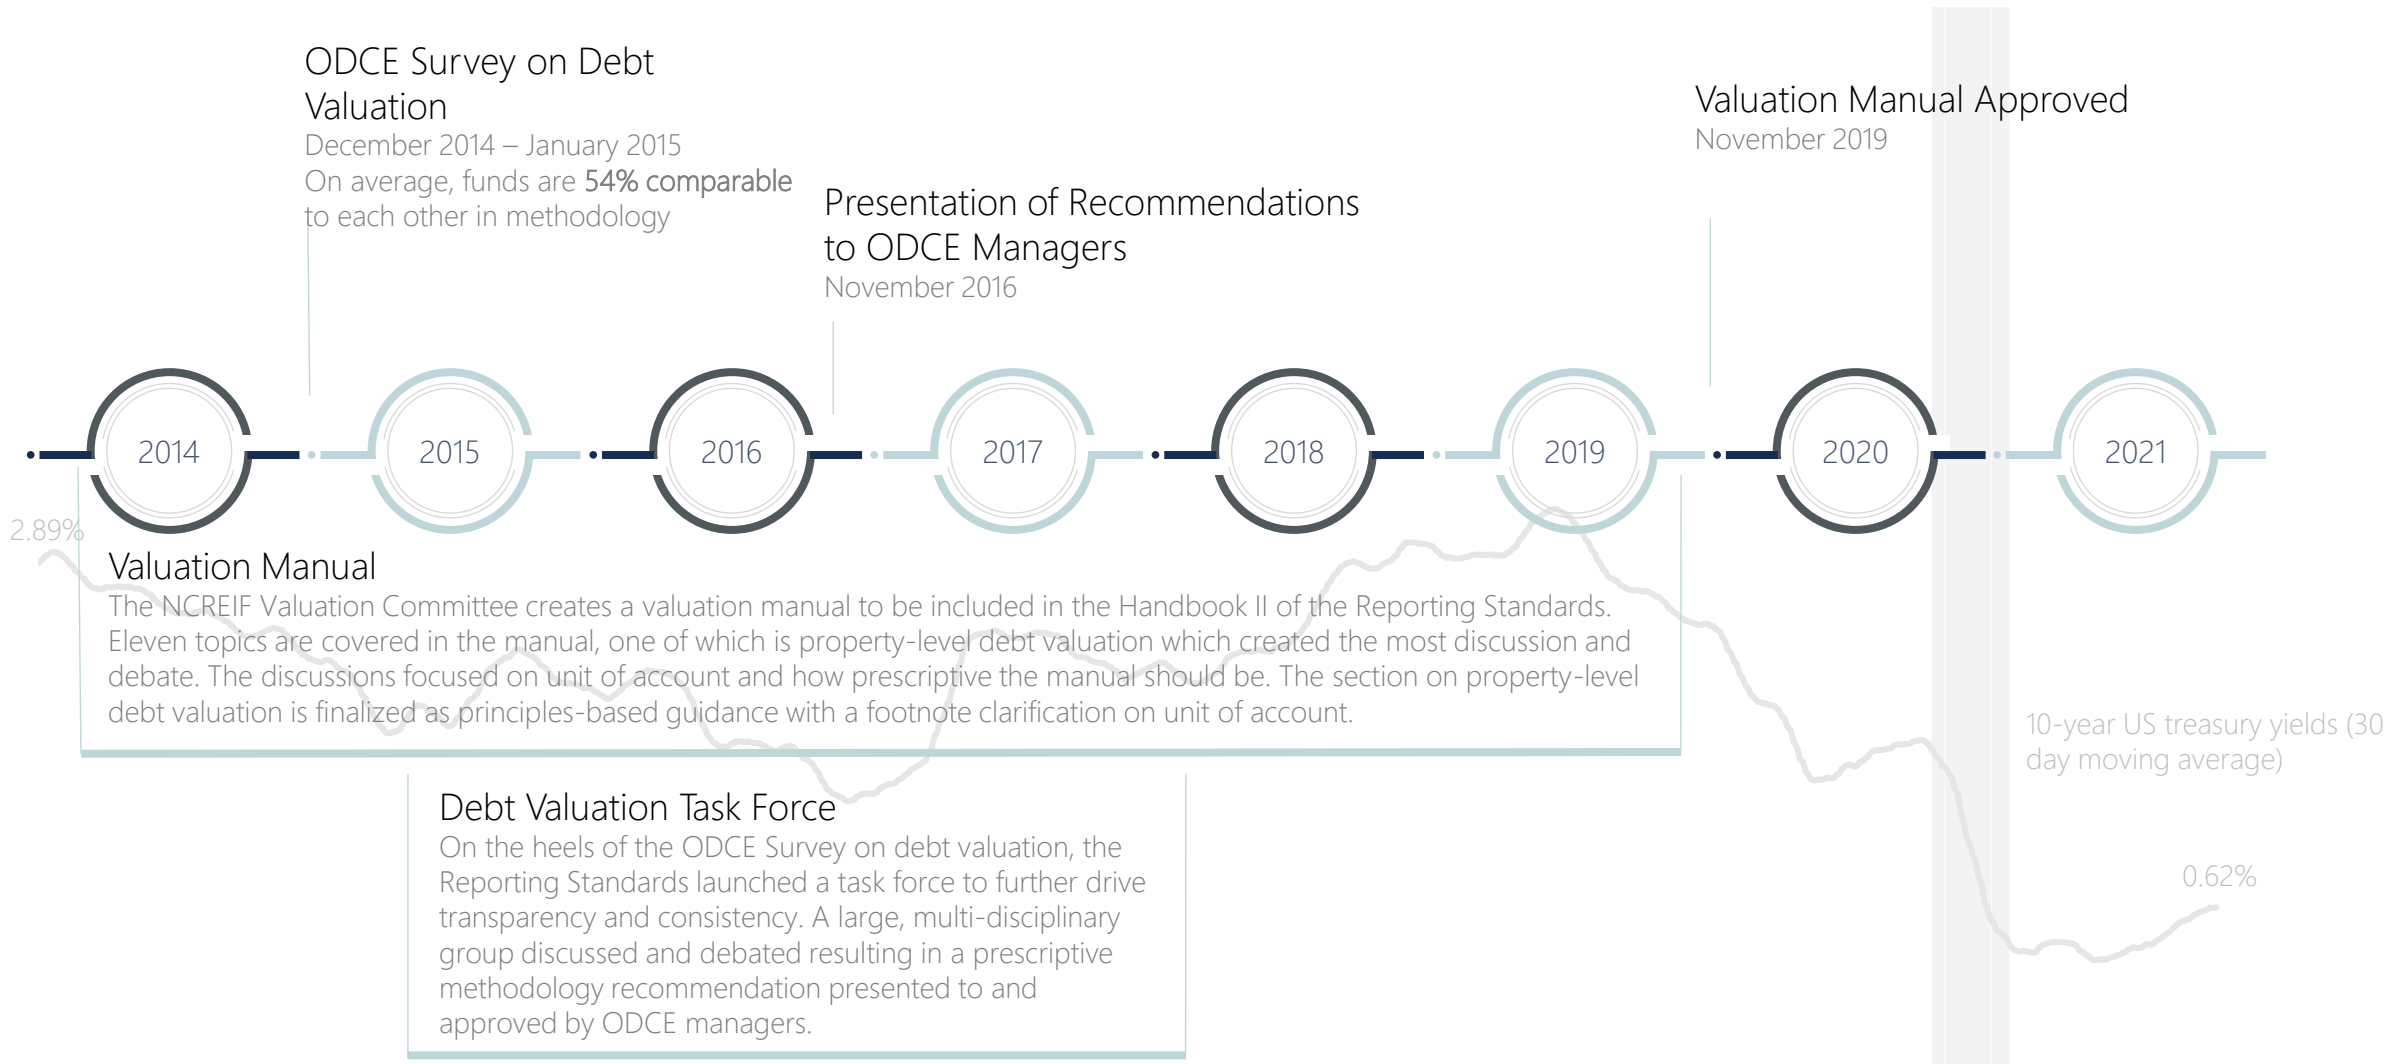 ODCE Survey on Debt
Valuation
December 2014 – January 2015
On average, funds are 54% comparable
to each other in methodology
Presentation of Recommendations
to ODCE Managers
November 2016
Valuation Manual Approved
November 2019
2014
2015
2016
2017
2018
2019
2020
2021
2.89%
Valuation Manual
The NCREIF Valuation Committee creates a valuation manual to be included in the Handbook II of the Reporting Standards.
Eleven topics are covered in the manual, one of which is property-level debt valuation which created the most discussion and
debate. The discussions focused on unit of account and how prescriptive the manual should be. The section on property-level
debt valuation is finalized as principles-based guidance with a footnote clarification on unit of account.
10-year US treasury yields (30
day moving average)
0.62%
Debt Valuation Task Force
On the heels of the ODCE Survey on debt valuation, the
Reporting Standards launched a task force to further drive
transparency and consistency. A large, multi-disciplinary
group discussed and debated resulting in a prescriptive
methodology recommendation presented to and
approved by ODCE managers.